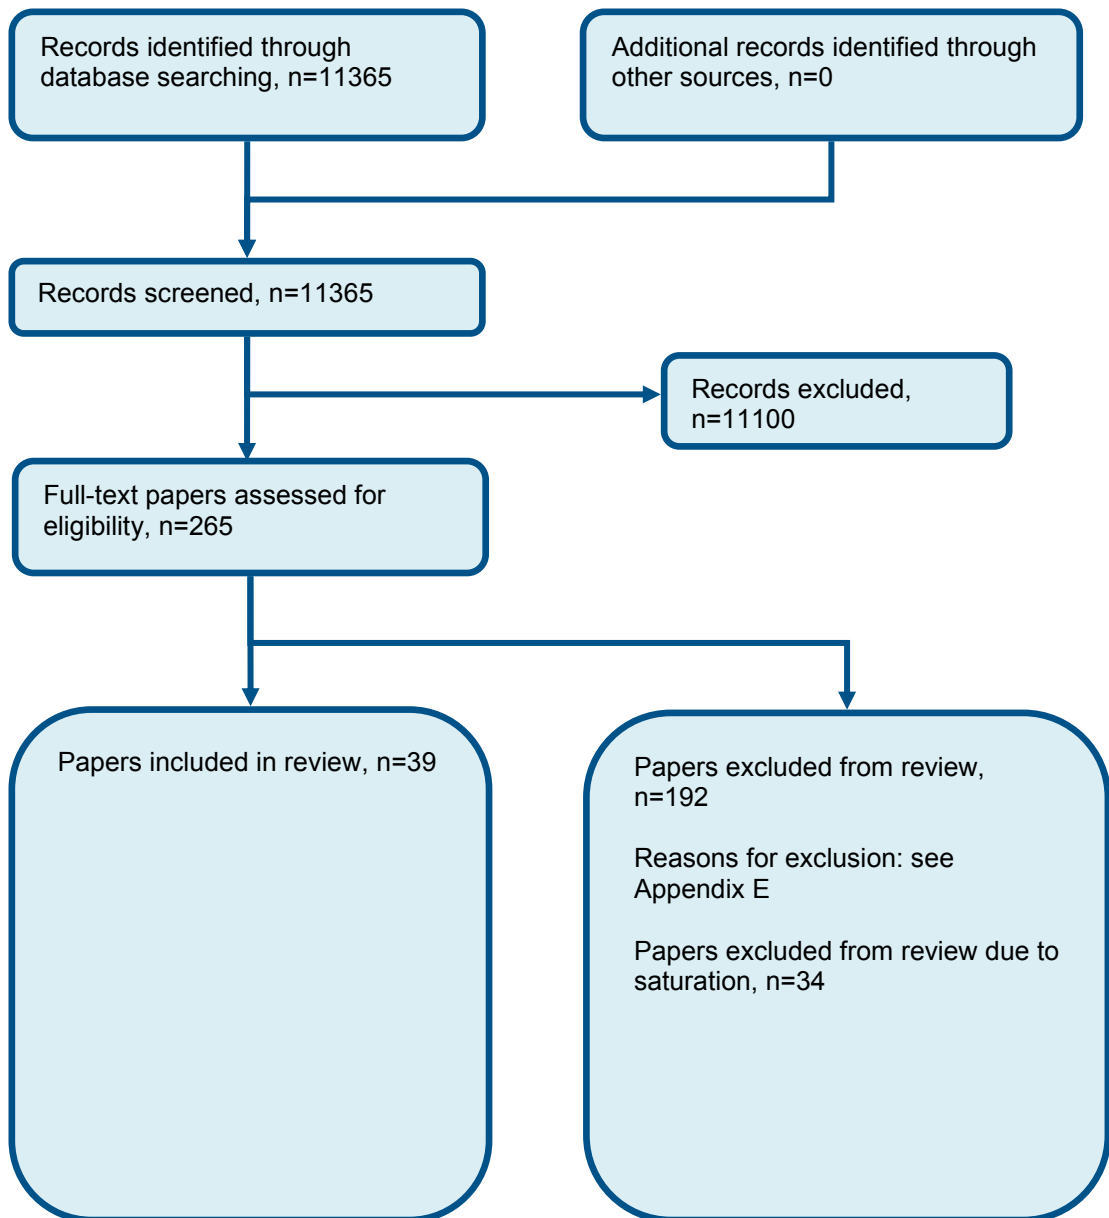 Records identified through
database searching, n=11365
Additional records identified through
other sources, n=0
Records screened, n=11365
Records excluded,
n=11100
Full-text papers assessed for
eligibility, n=265
Papers included in review, n=39
Papers excluded from review,
n=192
Reasons for exclusion: see
Appendix E
Papers excluded from review due to
saturation, n=34